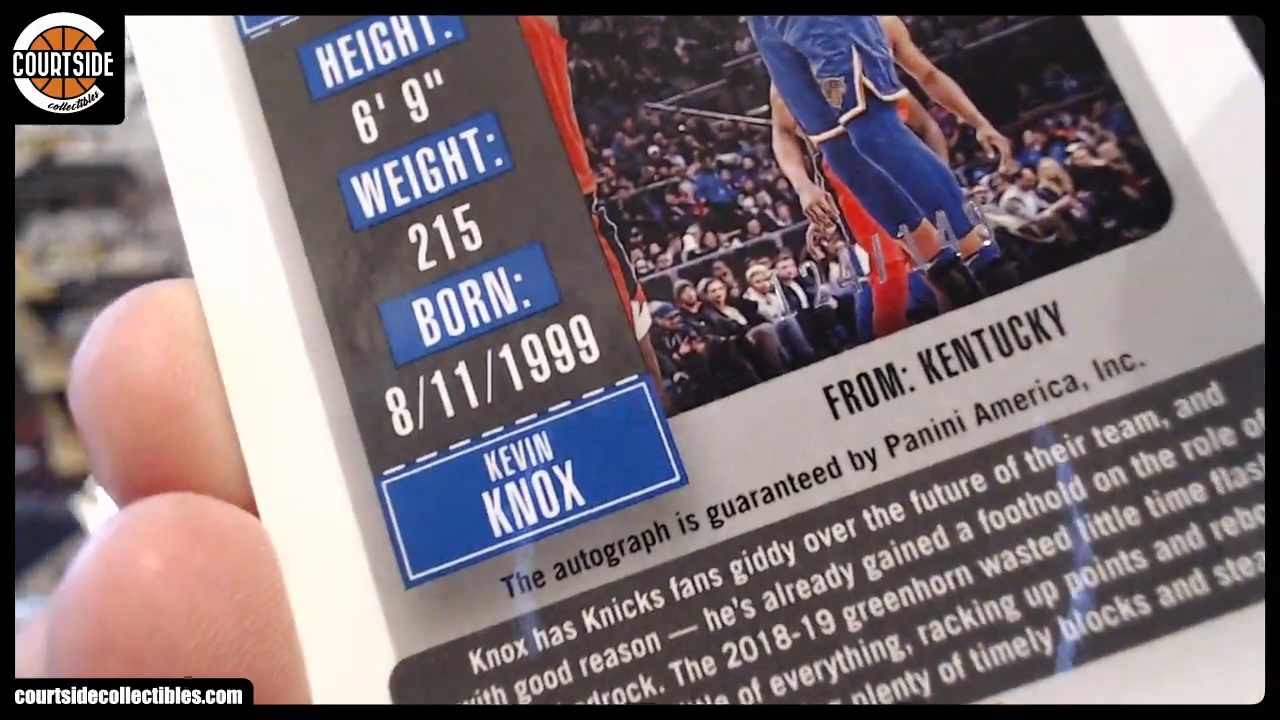 COURTSIDE
collectibles
HEIGHT:
6' 9"
WEIGHT:
215
BORN:
8/11/1999
KEVIN
KNOX
124/149
FROM: KENTUCKY
The autograph is guaranteed by Panini America, Inc.
Knox has Knicks fans giddy over the future of their team, and
with good reason — he's already gained a foothold on the role of
The 2018-19 greenhorn wasted little time
of everything, racking up points and
plenty of timely blocks and
courtsidecollectibles.com